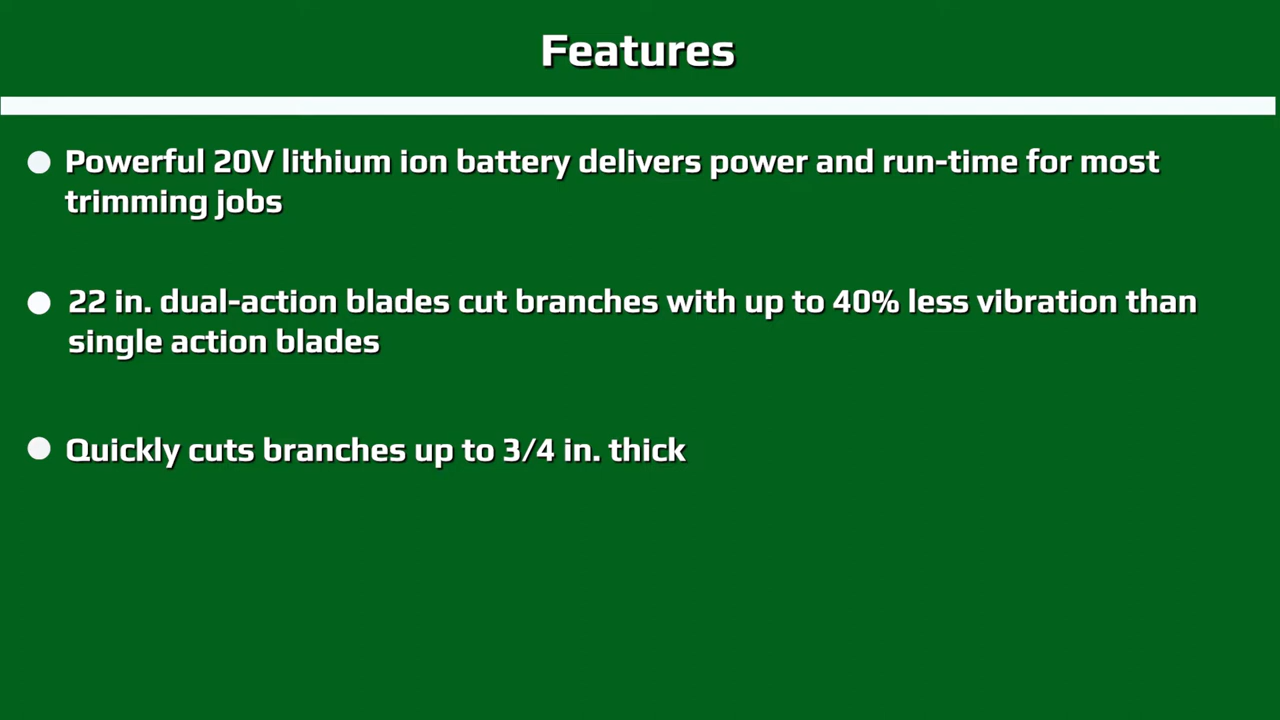 Features
Powerful 20V lithium ion battery delivers power and run-time for most
trimming jobs
22 in. dual-action blades cut branches with up to 40% less vibration than
single action blades
Quickly cuts branches up to 3/4 in. thick